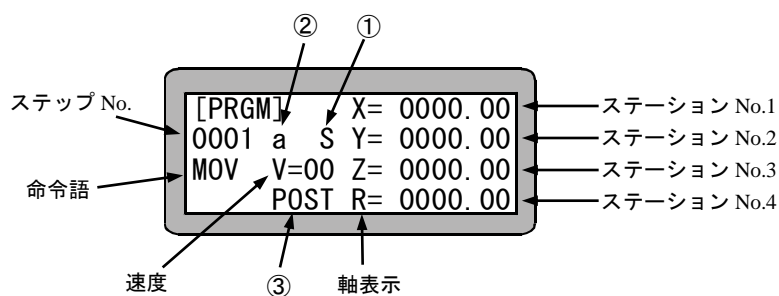 ② ①
ステップ No.
[PRGM] X= 0000.00 ステーション No.1
0001 a S Y= 0000.00 ステーション No.2
MOV V=00 Z= 0000.00 ステーション No.3
命令語
POST R= 0000.00 ステーション No.4
速度 ③ 軸表示